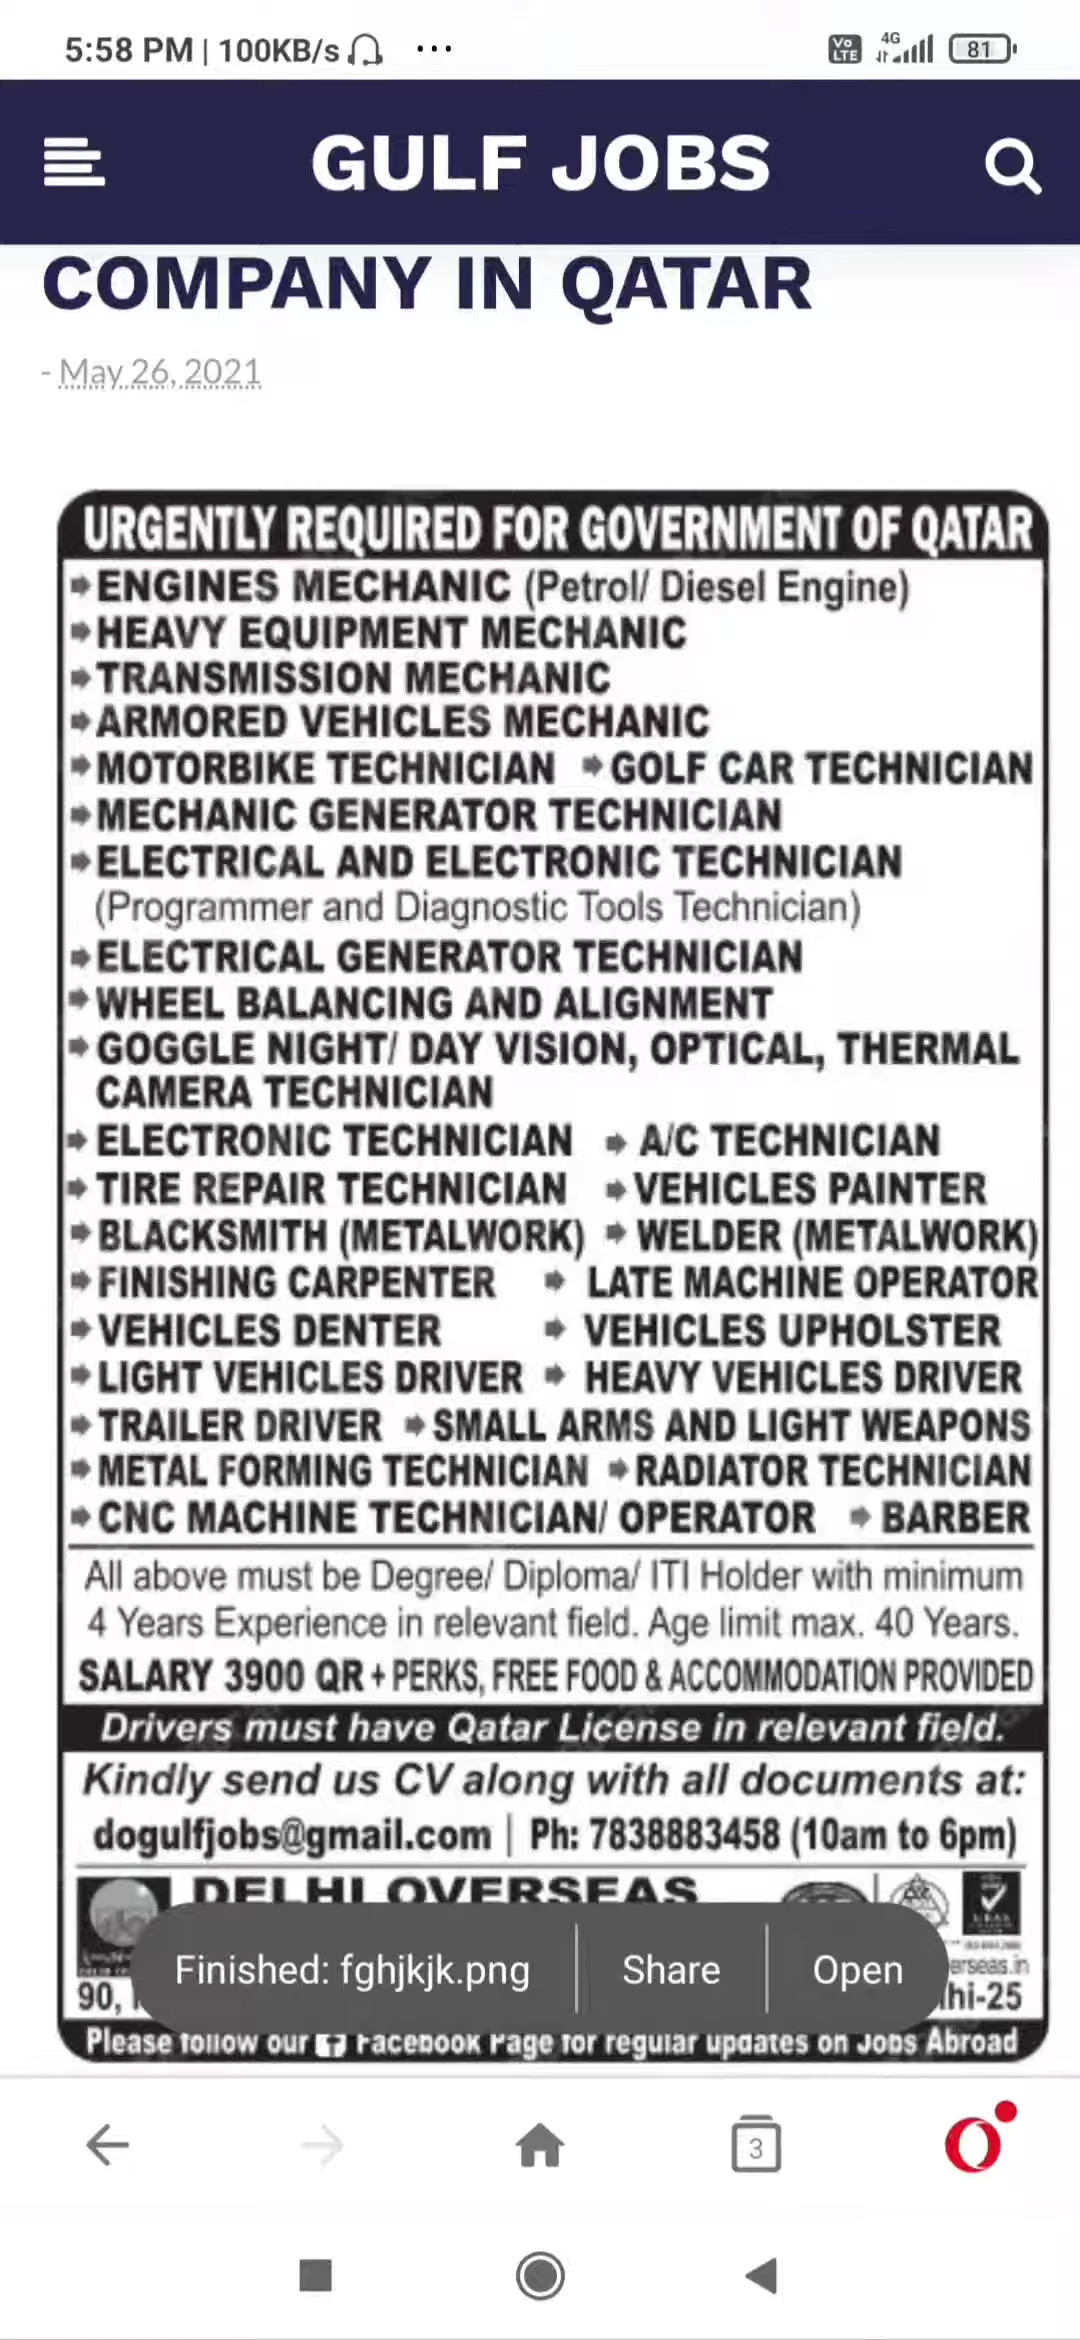 5:58 PM | 100KB/s ...
Vo LTE 4G 81
GULF JOBS
COMPANY IN QATAR
- May 26, 2021
URGENTLY REQUIRED FOR GOVERNMENT OF QATAR
ENGINES MECHANIC (Petrol/ Diesel Engine)
HEAVY EQUIPMENT MECHANIC
TRANSMISSION MECHANIC
ARMORED VEHICLES MECHANIC
MOTORBIKE TECHNICIAN GOLF CAR TECHNICIAN
MECHANIC GENERATOR TECHNICIAN
ELECTRICAL AND ELECTRONIC TECHNICIAN
(Programmer and Diagnostic Tools Technician)
ELECTRICAL GENERATOR TECHNICIAN
WHEEL BALANCING AND ALIGNMENT
GOGGLE NIGHT/ DAY VISION, OPTICAL, THERMAL
CAMERA TECHNICIAN
ELECTRONIC TECHNICIAN A/C TECHNICIAN
TIRE REPAIR TECHNICIAN VEHICLES PAINTER
BLACKSMITH (METALWORK) WELDER (METALWORK)
FINISHING CARPENTER LATE MACHINE OPERATOR
VEHICLES DENTER VEHICLES UPHOLSTER
LIGHT VEHICLES DRIVER HEAVY VEHICLES DRIVER
TRAILER DRIVER SMALL ARMS AND LIGHT WEAPONS
METAL FORMING TECHNICIAN RADIATOR TECHNICIAN
CNC MACHINE TECHNICIAN/ OPERATOR BARBER
All above must be Degree/ Diploma/ ITI Holder with minimum
4 Years Experience in relevant field. Age limit max. 40 Years.
SALARY 3900 QR + PERKS, FREE FOOD & ACCOMMODATION PROVIDED
Drivers must have Qatar License in relevant field.
Kindly send us CV along with all documents at:
dogulfjobs@gmail.com | Ph: 7838883458 (10am to 6pm)
DELHI OVERSEAS
Finished: fghjkjk.png Share Open
erseas.in
90, hi-25
Please follow our Facebook Page for regular updates on Jobs Abroad
3